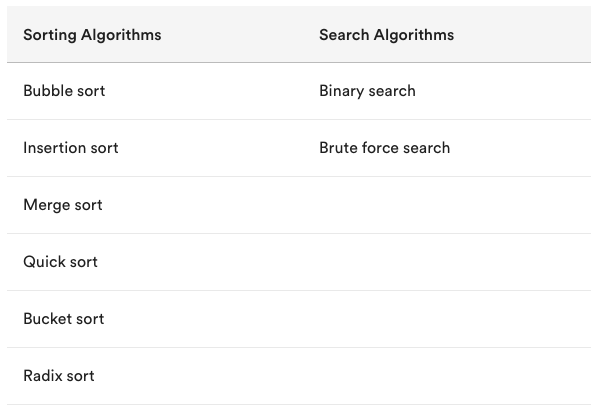 Sorting Algorithms Search Algorithms
Bubble sort Binary search
Insertion sort Brute force search
Merge sort
Quick sort
Bucket sort
Radix sort